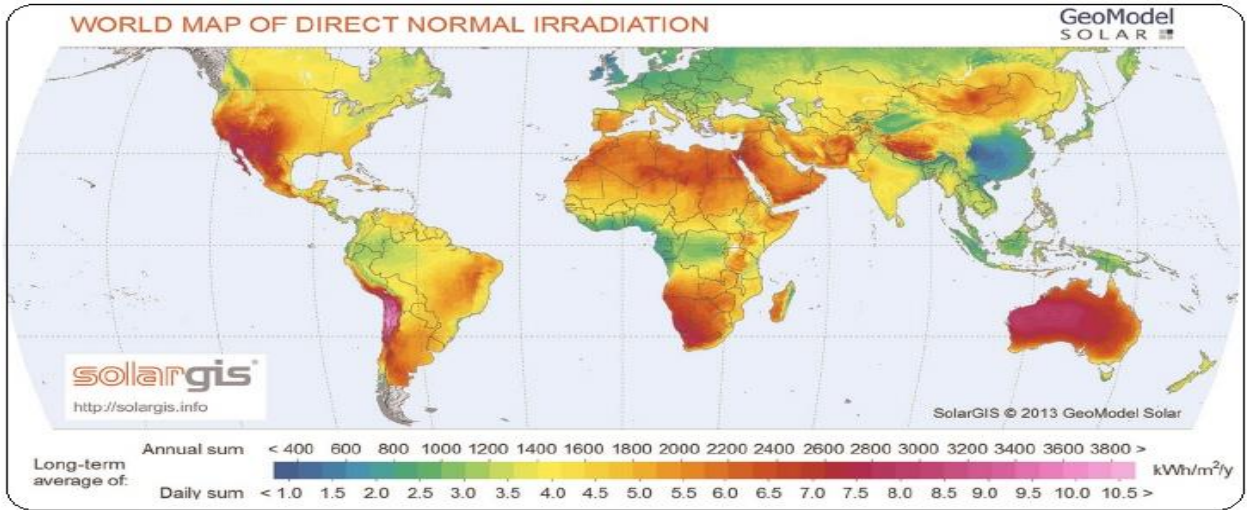 WORLD MAP OF DIRECT NORMAL IRRADIATION
GeoModel
SOLAR
solargis
http://solargis.info
SolarGIS © 2013 GeoModel Solar
Annual sum < 400 600 800 1000 1200 1400 1600 1800 2000 2200 2400 2600 2800 3000 3200 3400 3600 3800 >
Long-term
average of:
kWh/m²/y
Daily sum < 1.0 1.5 2.0 2.5 3.0 3.5 4.0 4.5 5.0 5.5 6.0 6.5 7.0 7.5 8.0 8.5 9.0 9.5 10.0 10.5 >